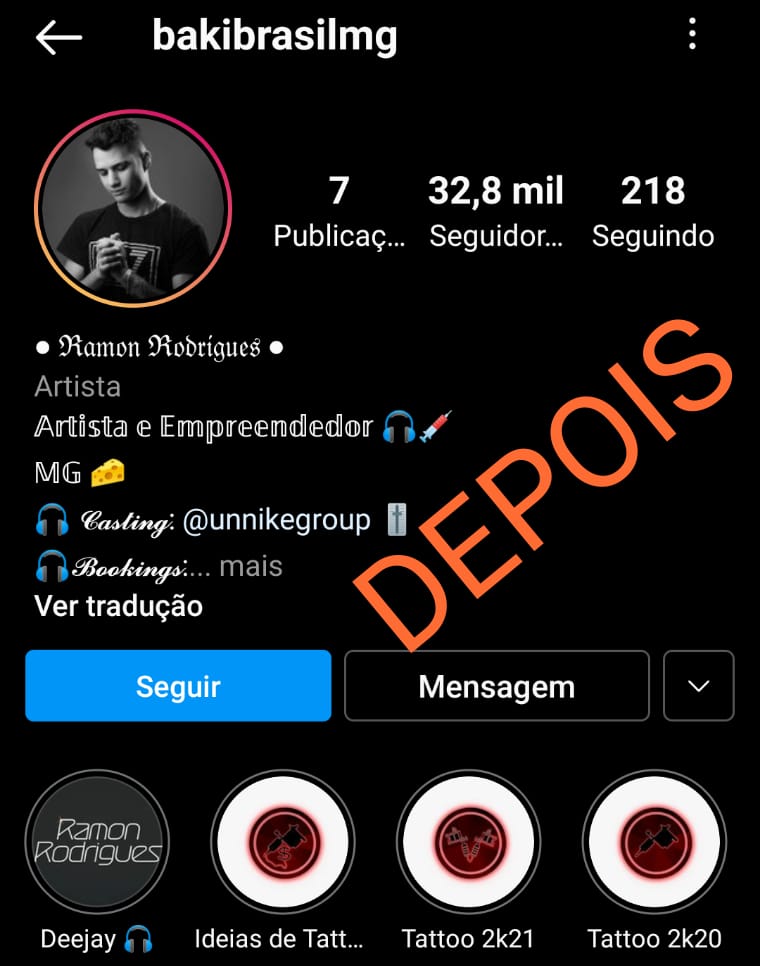 bakibrasilmg
7 32,8 mil 218
Publicaç... Seguidor... Seguindo
● ℜamon ℜodrigues ●
Artista
𝔸rtista e 𝔼mpreendedor 🎧💉
𝕄𝔾 🧀
🎧 𝓒𝓪𝓼𝓽𝓲𝓷𝓰: @unnikegroup 🎚
🎧𝓑𝓸𝓸𝓴𝓲𝓷𝓰𝓼:... mais
Ver tradução
DEPOIS
Seguir Mensagem
Ramon
Rodrigues
Deejay 🎧 Ideias de Tatt... Tattoo 2k21 Tattoo 2k20